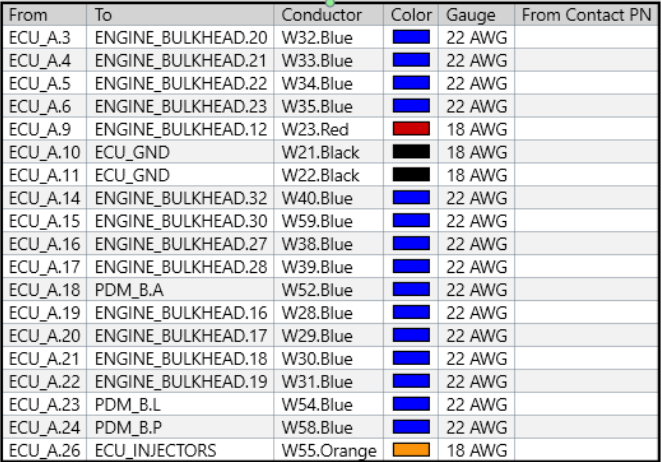 From To Conductor Color Gauge From Contact PN
ECU_A.3 ENGINE_BULKHEAD.20 W32.Blue 22 AWG
ECU_A.4 ENGINE_BULKHEAD.21 W33.Blue 22 AWG
ECU_A.5 ENGINE_BULKHEAD.22 W34.Blue 22 AWG
ECU_A.6 ENGINE_BULKHEAD.23 W35.Blue 22 AWG
ECU_A.9 ENGINE_BULKHEAD.12 W23.Red 18 AWG
ECU_A.10 ECU_GND W21.Black 18 AWG
ECU_A.11 ECU_GND W22.Black 18 AWG
ECU_A.14 ENGINE_BULKHEAD.32 W40.Blue 22 AWG
ECU_A.15 ENGINE_BULKHEAD.30 W59.Blue 22 AWG
ECU_A.16 ENGINE_BULKHEAD.27 W38.Blue 22 AWG
ECU_A.17 ENGINE_BULKHEAD.28 W39.Blue 22 AWG
ECU_A.18 PDM_B.A W52.Blue 22 AWG
ECU_A.19 ENGINE_BULKHEAD.16 W28.Blue 22 AWG
ECU_A.20 ENGINE_BULKHEAD.17 W29.Blue 22 AWG
ECU_A.21 ENGINE_BULKHEAD.18 W30.Blue 22 AWG
ECU_A.22 ENGINE_BULKHEAD.19 W31.Blue 22 AWG
ECU_A.23 PDM_B.L W54.Blue 22 AWG
ECU_A.24 PDM_B.P W58.Blue 22 AWG
ECU_A.26 ECU_INJECTORS W55.Orange 18 AWG